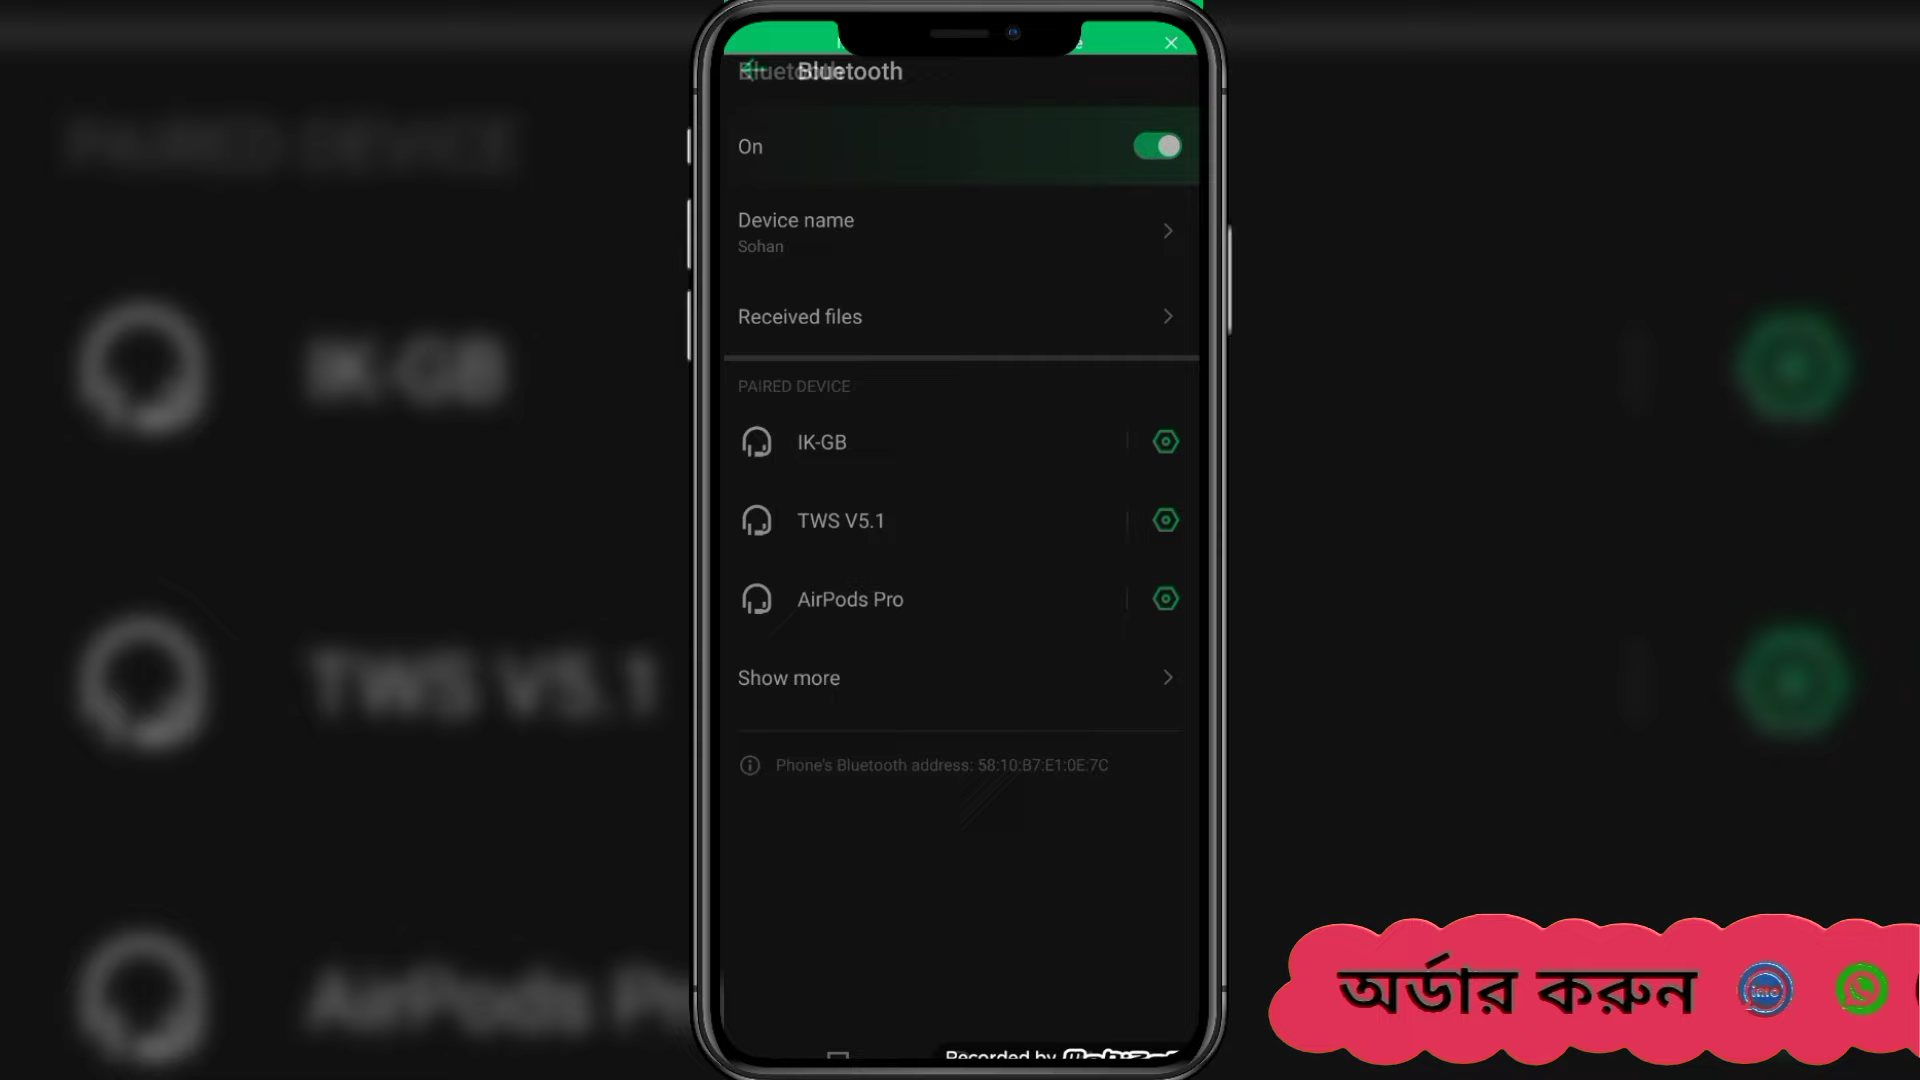 Bluetooth
On
Device name
Sohan
Received files
PAIRED DEVICE
IK-GB
TWS V5.1
AirPods Pro
Show more
Phone's Bluetooth address: 58:10:B7:E1:0E:7C
Recorded by
অর্ডার করুন
imo
PAIRED DEVICE
IK-GB
TWS V5.1
AirPods